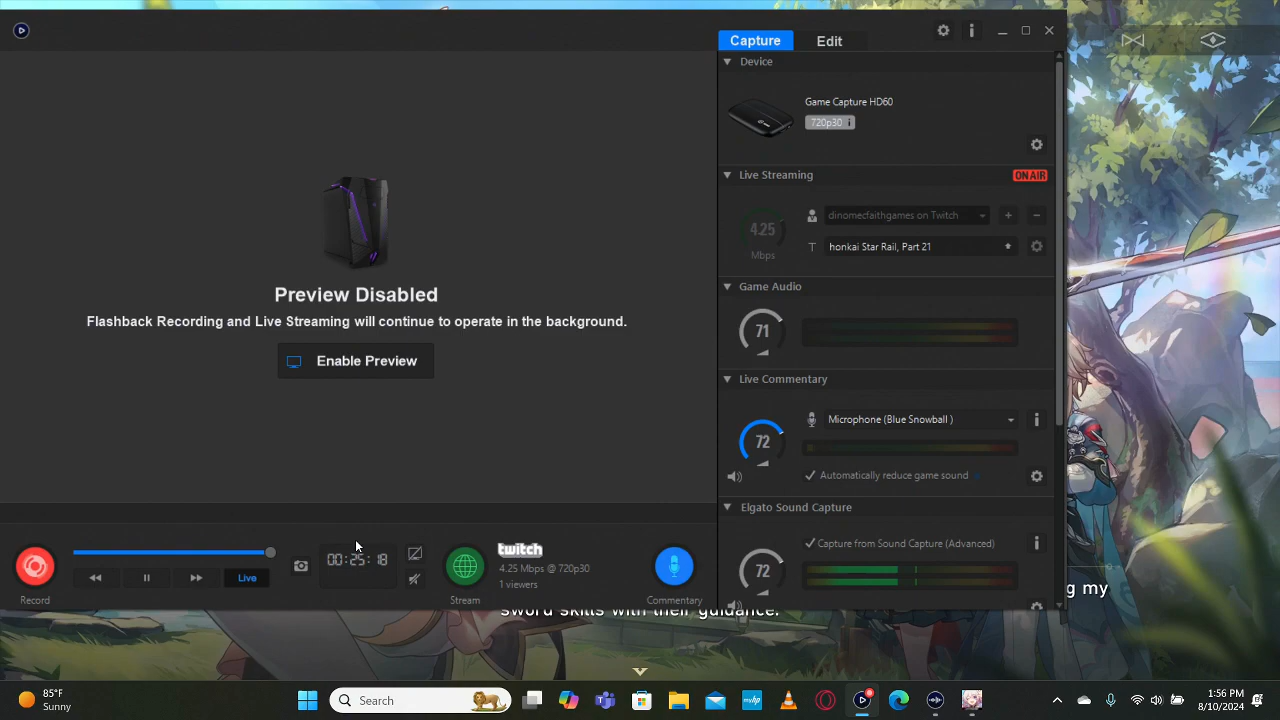 Capture Edit
Device
Game Capture HD60
720p30 i
Live Streaming ON AIR
4.25
Mbps
dinomecfaithgames on Twitch
T honkai Star Rail, Part 21
Game Audio
71
Live Commentary
Microphone (Blue Snowball )
72
Automatically reduce game sound
Elgato Sound Capture
Capture from Sound Capture (Advanced)
72
Preview Disabled
Flashback Recording and Live Streaming will continue to operate in the background.
Enable Preview
Record
Live
00:25:18
Stream
twitch
4.25 Mbps @ 720p30
1 viewers
Commentary
g my
sword skills with their guidance.
85°F
Sunny
Search
myhp
1:56 PM
8/10/2024